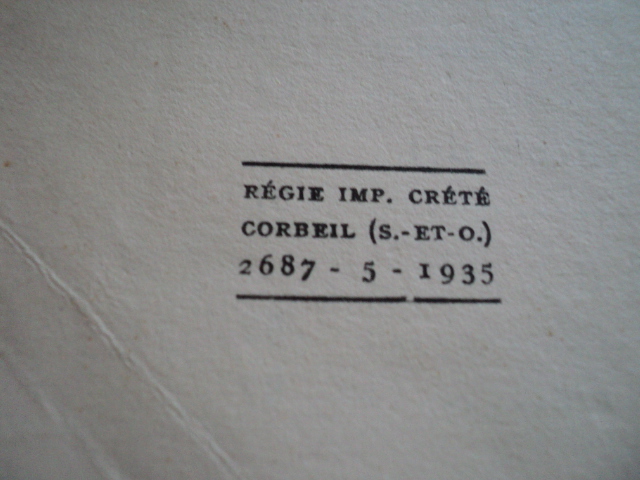 RÉGIE IMP. CRÉTÉ
CORBEIL (S.-ET-O.)
2687 - 5 - 1935